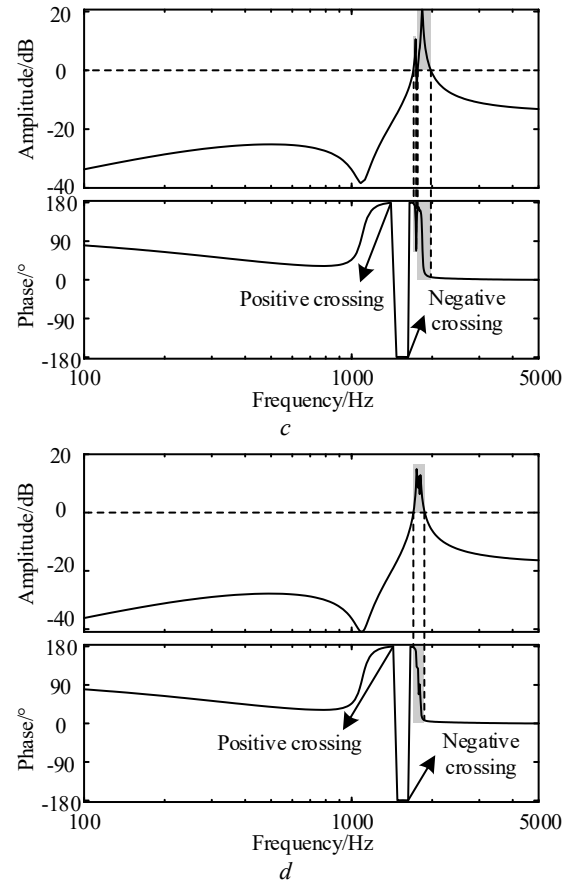 20
0
-20
-40
Amplitude/dB
180
90
0
-90
-180
Phase/°
Positive crossing
Negative
crossing
100
1000
5000
Frequency/Hz
c
20
0
-20
-40
Amplitude/dB
180
90
0
-90
-180
Phase/°
Positive crossing
Negative
crossing
100
1000
5000
Frequency/Hz
d